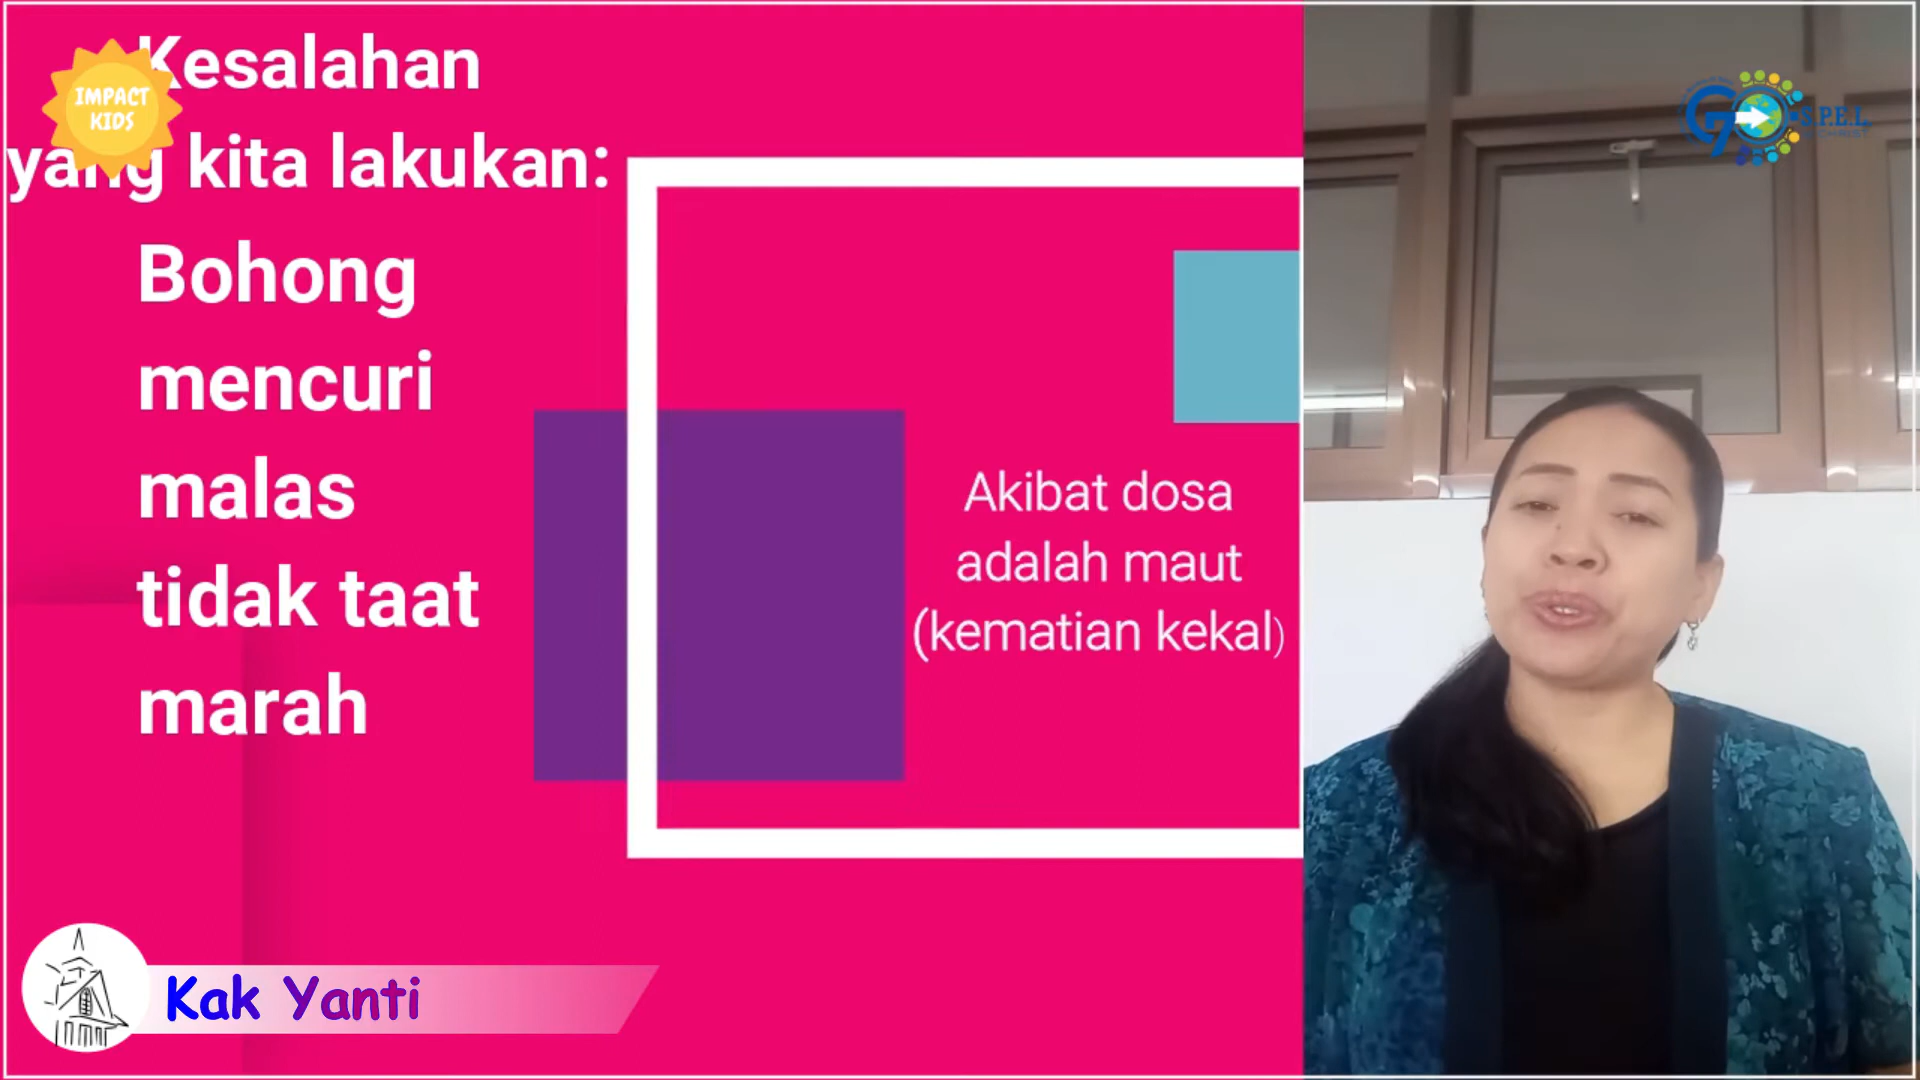 IMPACT
KIDS
Kesalahan
yang kita lakukan:
Bohong
mencuri
malas
tidak taat
marah
Akibat dosa
adalah maut
(kematian kekal)
GO S.P.E.L.
Kak Yanti